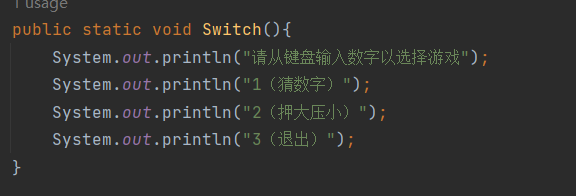 1 usage
public static void Switch(){
System.out.println("请从键盘输入数字以选择游戏");
System.out.println("1（猜数字）");
System.out.println("2（押大压小）");
System.out.println("3（退出）");
}